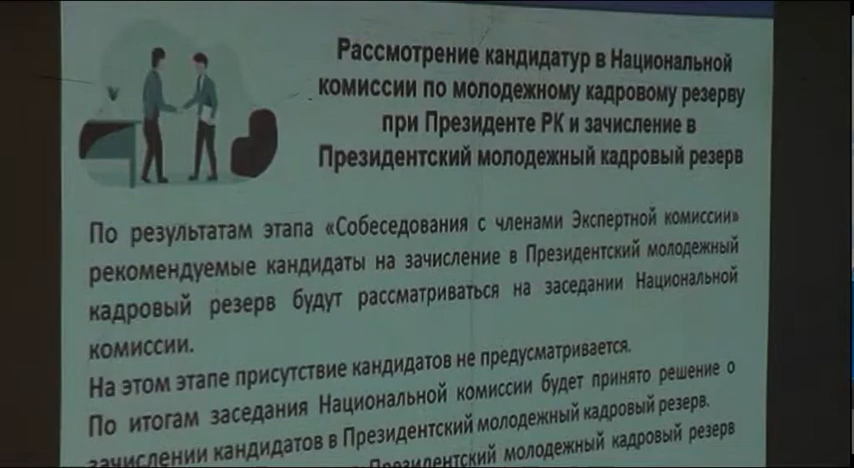 Рассмотрение кандидатур в Национальной
комиссии по молодежному кадровому резерву
при Президенте РК и зачисление в
Президентский молодежный кадровый резерв
По результатам этапа «Собеседования с членами Экспертной комиссии»
рекомендуемые кандидаты на зачисление в Президентский молодежный
кадровый резерв будут рассматриваться на заседании Национальной
комиссии.
На этом этапе присутствие кандидатов не предусматривается.
По итогам заседания Национальной комиссии будет принято решение о
зачислении кандидатов в Президентский молодежный кадровый резерв.
Президентский молодежный кадровый резерв